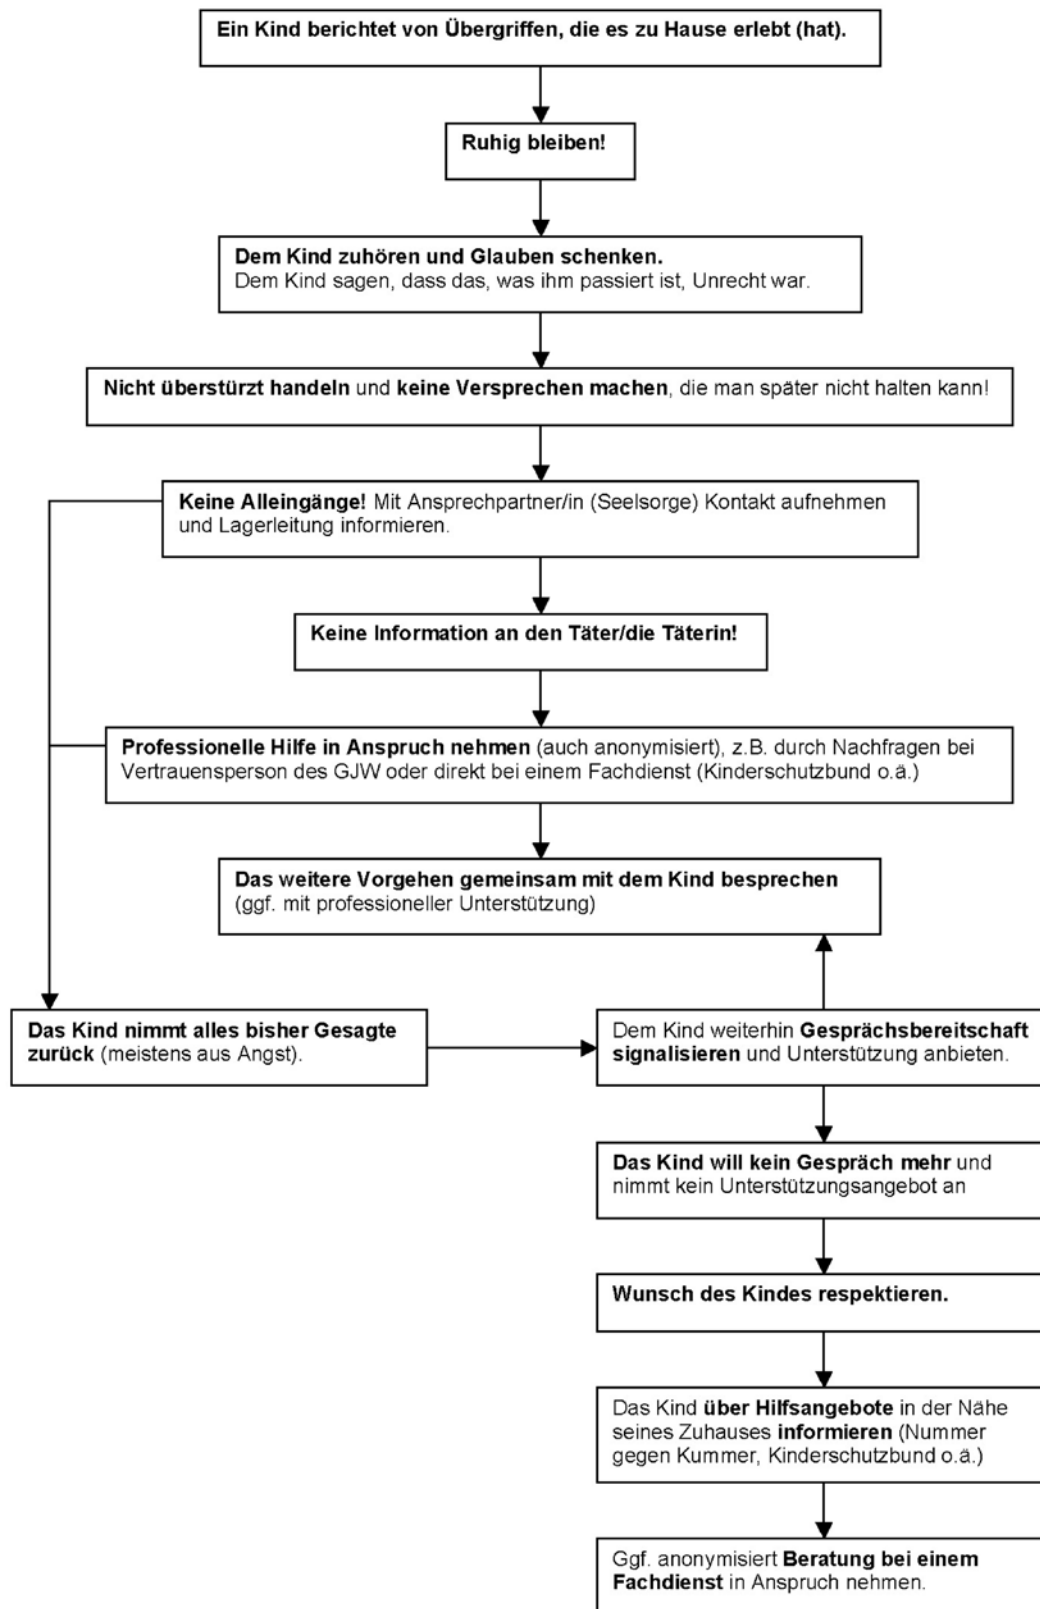 Ein Kind berichtet von Übergriffen, die es zu Hause erlebt (hat).
Ruhig bleiben!
Dem Kind zuhören und Glauben schenken.
Dem Kind sagen, dass das, was ihm passiert ist, Unrecht war.
Nicht überstürzt handeln und keine Versprechen machen, die man später nicht halten kann!
Keine Alleingänge! Mit Ansprechpartner/in (Seelsorge) Kontakt aufnehmen
und Lagerleitung informieren.
Keine Information an den Täter/die Täterin!
Professionelle Hilfe in Anspruch nehmen (auch anonymisiert), z.B. durch Nachfragen bei
Vertrauensperson des GJW oder direkt bei einem Fachdienst (Kinderschutzbund o.ä.)
Das weitere Vorgehen gemeinsam mit dem Kind besprechen
(ggf. mit professioneller Unterstützung)
Das Kind nimmt alles bisher Gesagte
zurück (meistens aus Angst).
Dem Kind weiterhin Gesprächsbereitschaft
signalisieren und Unterstützung anbieten.
Das Kind will kein Gespräch mehr und
nimmt kein Unterstützungsangebot an
Wunsch des Kindes respektieren.
Das Kind über Hilfsangebote in der Nähe
seines Zuhauses informieren (Nummer
gegen Kummer, Kinderschutzbund o.ä.)
Ggf. anonymisiert Beratung bei einem
Fachdienst in Anspruch nehmen.